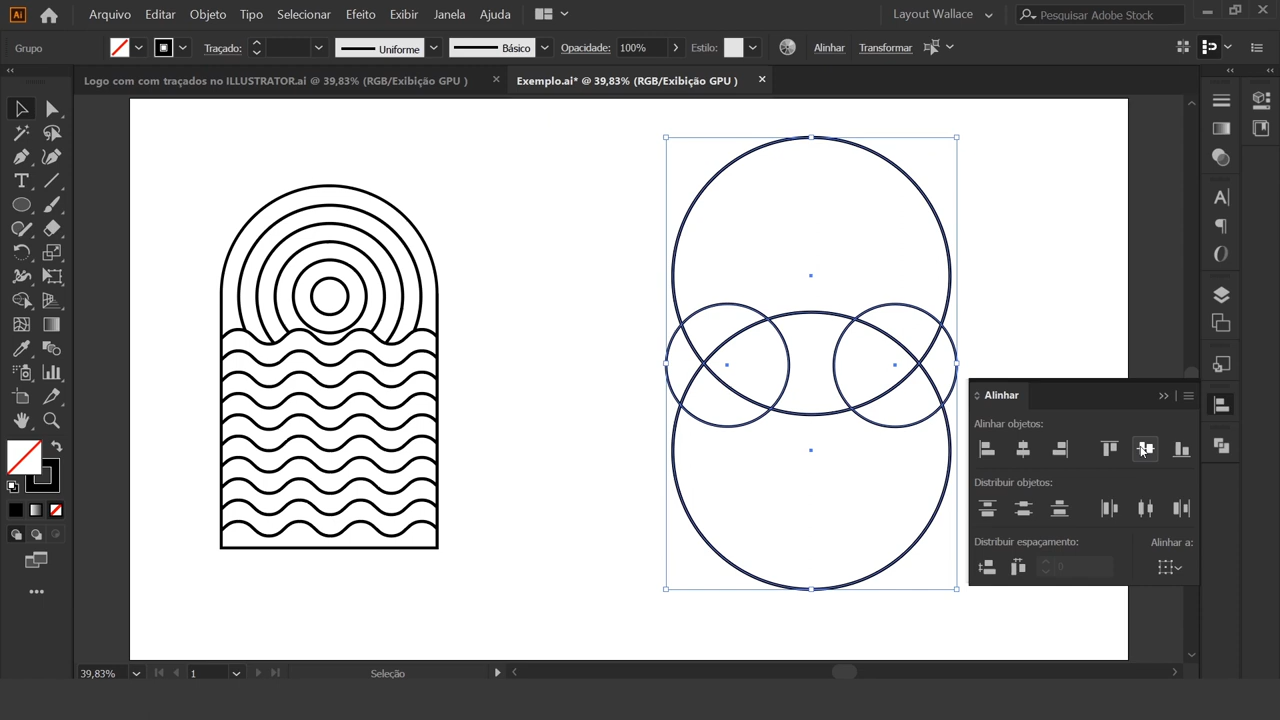 Ai Arquivo Editar Objeto Tipo Selecionar Efeito Exibir Janela Ajuda Layout Wallace Pesquisar Adobe Stock
Grupo Traçado: Uniforme Básico Opacidade: 100% Estilo: Alinhar Transformar
Logo com com traçados no ILLUSTRATOR.ai @ 39,83% (RGB/Exibição GPU )
Exemplo.ai* @ 39,83% (RGB/Exibição GPU )
Alinhar
Alinhar objetos:
Distribuir objetos:
Distribuir espaçamento: Alinhar a:
0
39,83% 1 Seleção